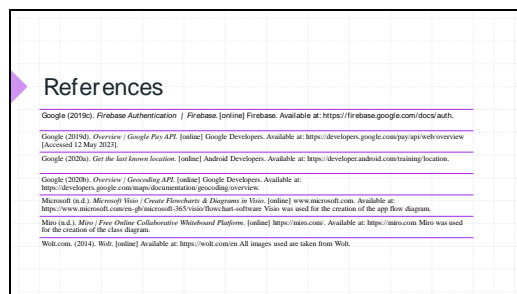 References
Google (2019c). Firebase Authentication | Firebase. [online] Firebase. Available at: https://firebase.google.com/docs/auth.
Google (2019d). Overview | Google Pay API. [online] Google Developers. Available at: https://developers.google.com/pay/api/web/overview
[Accessed 12 May 2023].
Google (2020a). Get the last known location. [online] Android Developers. Available at: https://developer.android.com/training/location.
Google (2020b). Overview | Geocoding API. [online] Google Developers. Available at:
https://developers.google.com/maps/documentation/geocoding/overview.
Microsoft (n.d.). Microsoft Visio | Create Flowcharts & Diagrams in Visio. [online] www.microsoft.com. Available at:
https://www.microsoft.com/en-gb/microsoft-365/visio/flowchart-software Visio was used for the creation of the app flow diagram.
Miro (n.d.). Miro | Free Online Collaborative Whiteboard Platform. [online] https://miro.com/. Available at: https://miro.com Miro was used
for the creation of the class diagram.
Wolt.com. (2014). Wolt. [online] Available at: https://wolt.com/en All images used are taken from Wolt.